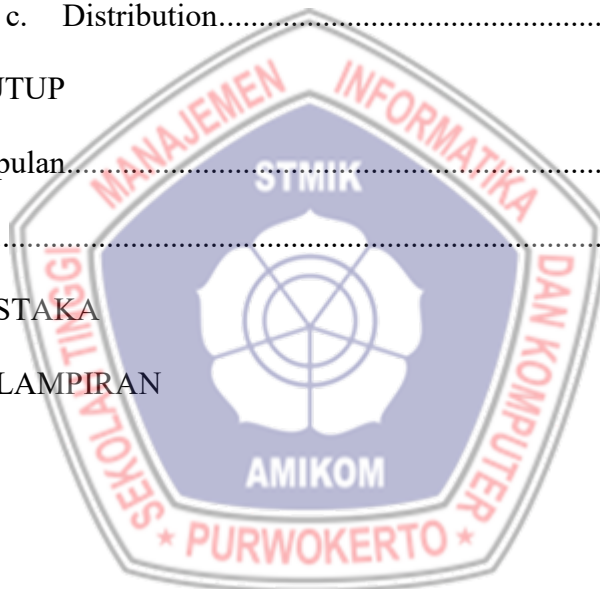 c. Distribution..........................................
UTUP
pulan...................................................................
...........................................................................
STAKA
LAMPIRAN
SEKOLAH TINGGI MANAJEMEN INFORMATIKA DAN KOMPUTER
STMIK
AMIKOM
* PURWOKERTO *